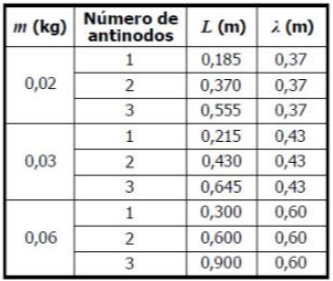 m (kg) Número de antinodos L (m) λ (m)
0,02 1 0,185 0,37
2 0,370 0,37
3 0,555 0,37
0,03 1 0,215 0,43
2 0,430 0,43
3 0,645 0,43
0,06 1 0,300 0,60
2 0,600 0,60
3 0,900 0,60